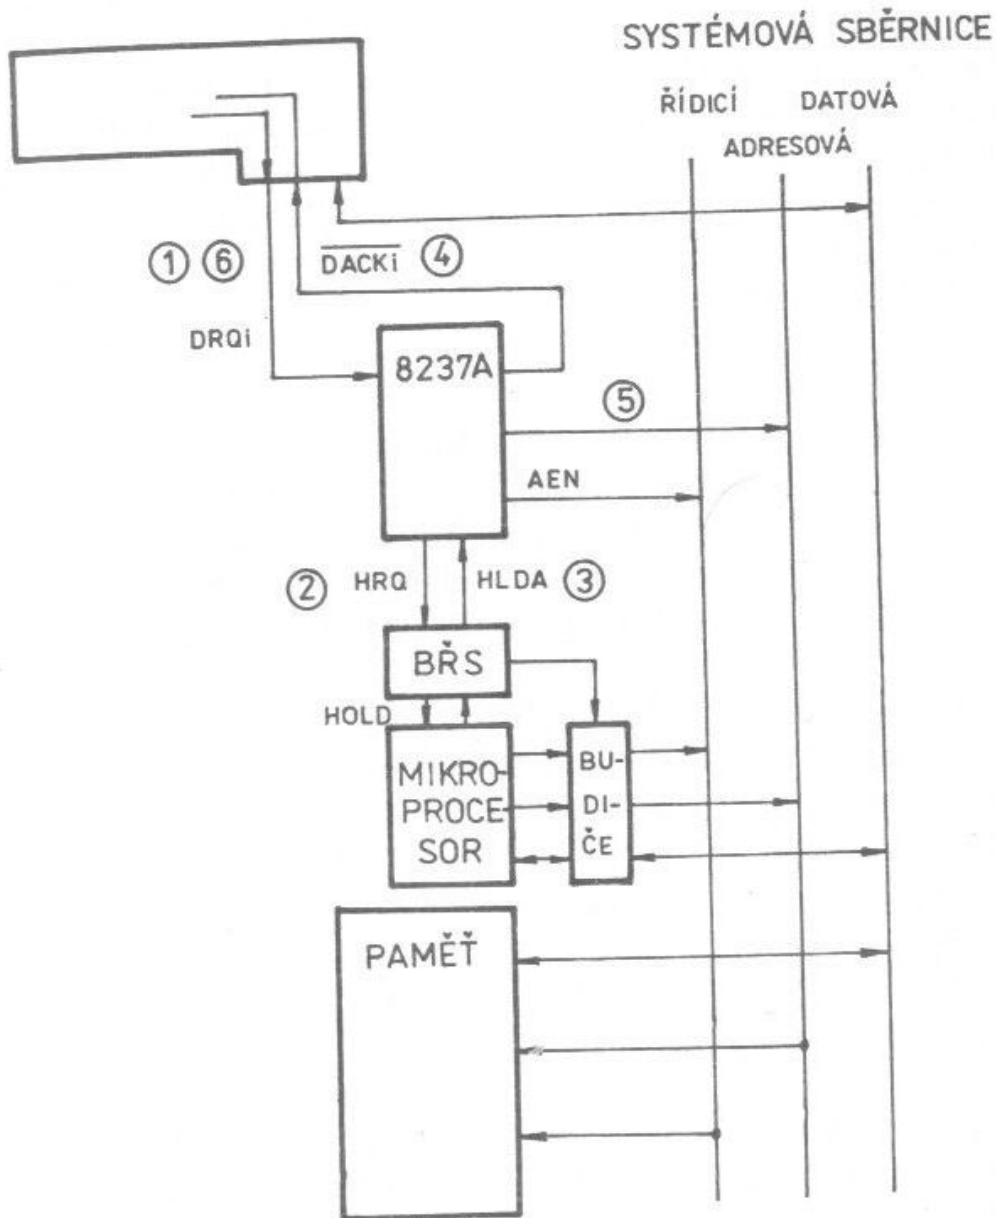 SYSTÉMOVÁ SBĚRNICE
ŘÍDICÍ DATOVÁ
ADRESOVÁ
① ⑥ DACKi ④
DRQi
8237A
⑤
AEN
② HRQ HLDA ③
BŘS
HOLD
MIKRO-
PROCE-
SOR
BU-
DI-
ČE
PAMĚŤ